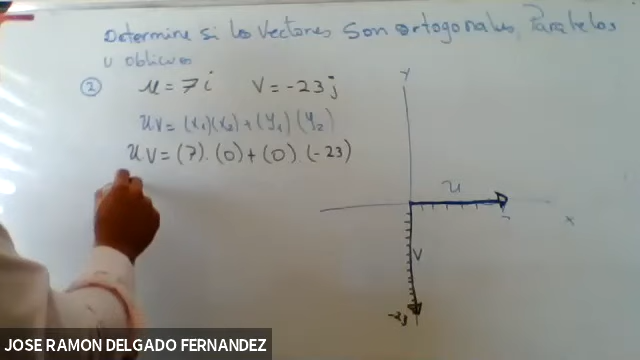 Determine si los vectores son ortogonales, Paralelos
u oblicuos
② u = 7i v = -23j
uv = (x₁)(x₂) + (y₁)(y₂)
uv = (7).(0) + (0).(-23)
y
u
7
x
v
-23
JOSE RAMON DELGADO FERNANDEZ